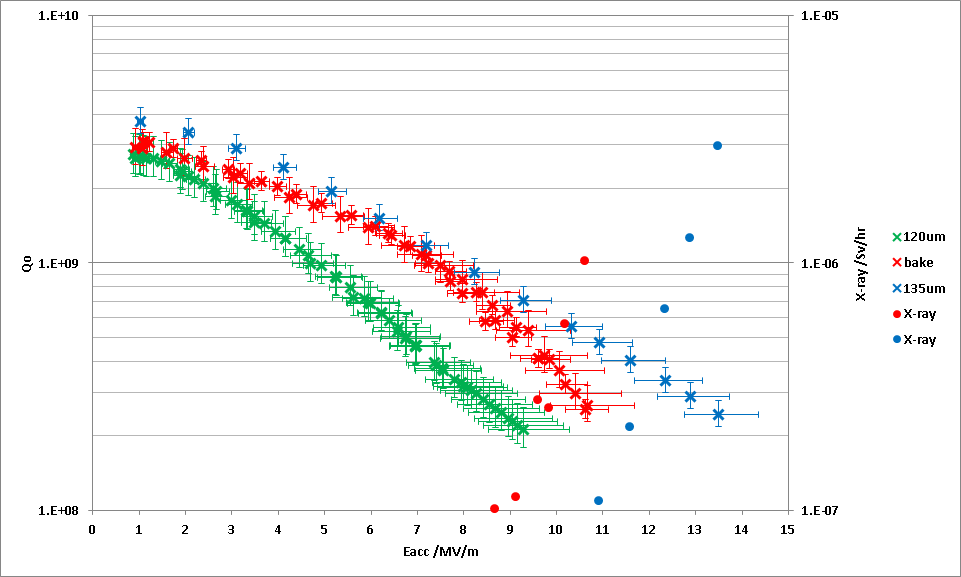 1.E+10
1.E-05
1.E+09
1.E-06
1.E+08
1.E-07
Qo
X-ray /Sv/hr
0 1 2 3 4 5 6 7 8 9 10 11 12 13 14 15
Eacc /MV/m
120um
bake
135um
X-ray
X-ray